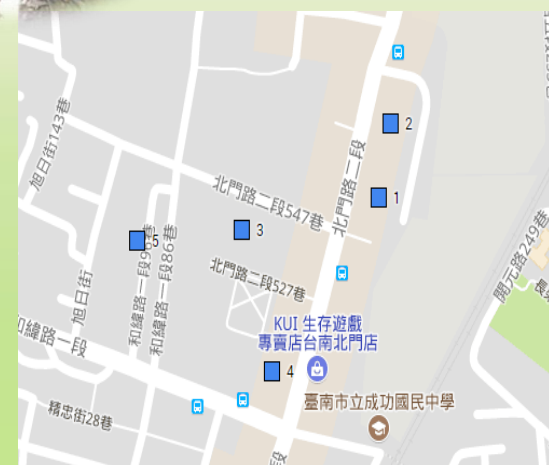 旭日街143巷
2
北門路二段
1
北門路二段547巷
3
5
和緯路一段96巷
和緯路一段86巷
北門路二段527巷
開元路249巷
旭日街
KUI 生存遊戲
專賣店台南北門店
和緯路一段
4
精忠街28巷
臺南市立成功國民中學
段